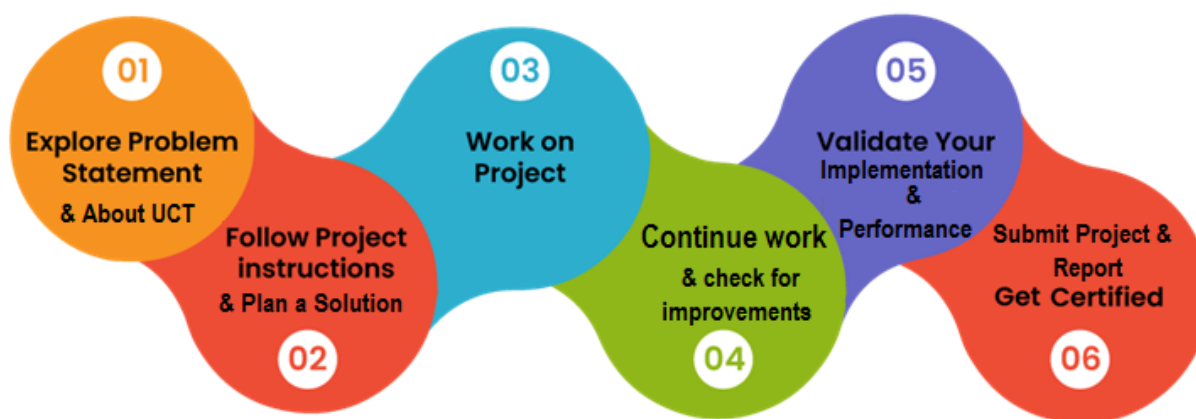 01
Explore Problem
Statement
& About UCT
Follow Project
instructions
& Plan a Solution
02
03
Work on
Project
Continue work
& check for
improvements
04
05
Validate Your
Implementation
&
Performance
Submit Project &
Report
Get Certified
06